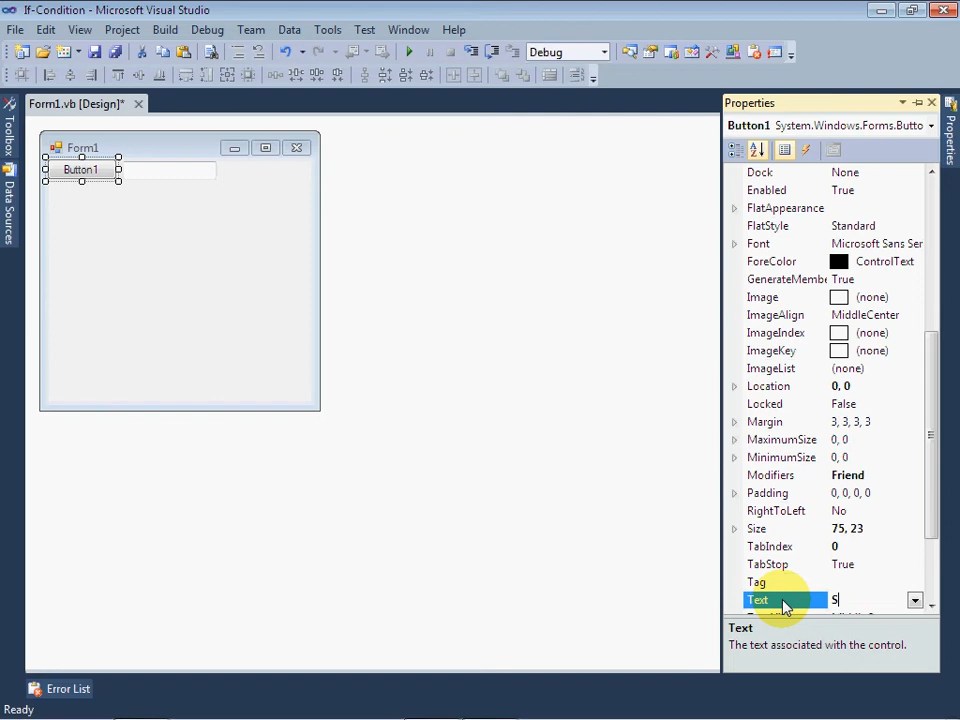 If-Condition - Microsoft Visual Studio
File Edit View Project Build Debug Team Data Tools Test Window Help
Debug
Form1.vb [Design]*
Properties
Toolbox
Data Sources
Form1
Button1
Button1 System.Windows.Forms.Butto
Properties
Dock None
Enabled True
FlatAppearance
FlatStyle Standard
Font Microsoft Sans Ser
ForeColor ControlText
GenerateMembe True
Image (none)
ImageAlign MiddleCenter
ImageIndex (none)
ImageKey (none)
ImageList (none)
Location 0, 0
Locked False
Margin 3, 3, 3, 3
MaximumSize 0, 0
MinimumSize 0, 0
Modifiers Friend
Padding 0, 0, 0, 0
RightToLeft No
Size 75, 23
TabIndex 0
TabStop True
Tag
Text S
Text
The text associated with the control.
Error List
Ready